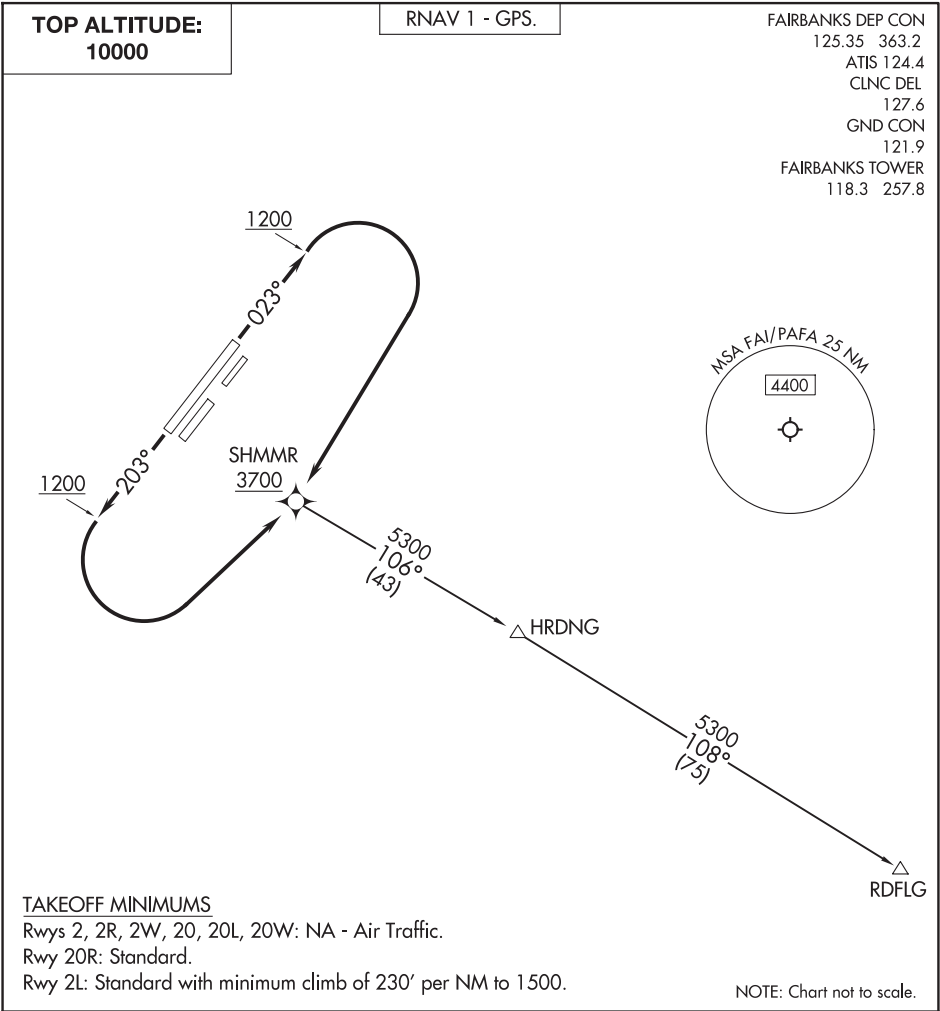 TOP ALTITUDE:
10000
RNAV 1 - GPS.
FAIRBANKS DEP CON
125.35 363.2
ATIS 124.4
CLNC DEL
127.6
GND CON
121.9
FAIRBANKS TOWER
118.3 257.8
1200
023°
MSA FAI/PAFA 25 NM
4400
203°
1200
SHMMR
3700
5300
106°
(43)
HRDNG
5300
108°
(75)
RDFLG
TAKEOFF MINIMUMS
Rwys 2, 2R, 2W, 20, 20L, 20W: NA - Air Traffic.
Rwy 20R: Standard.
Rwy 2L: Standard with minimum climb of 230' per NM to 1500.
NOTE: Chart not to scale.